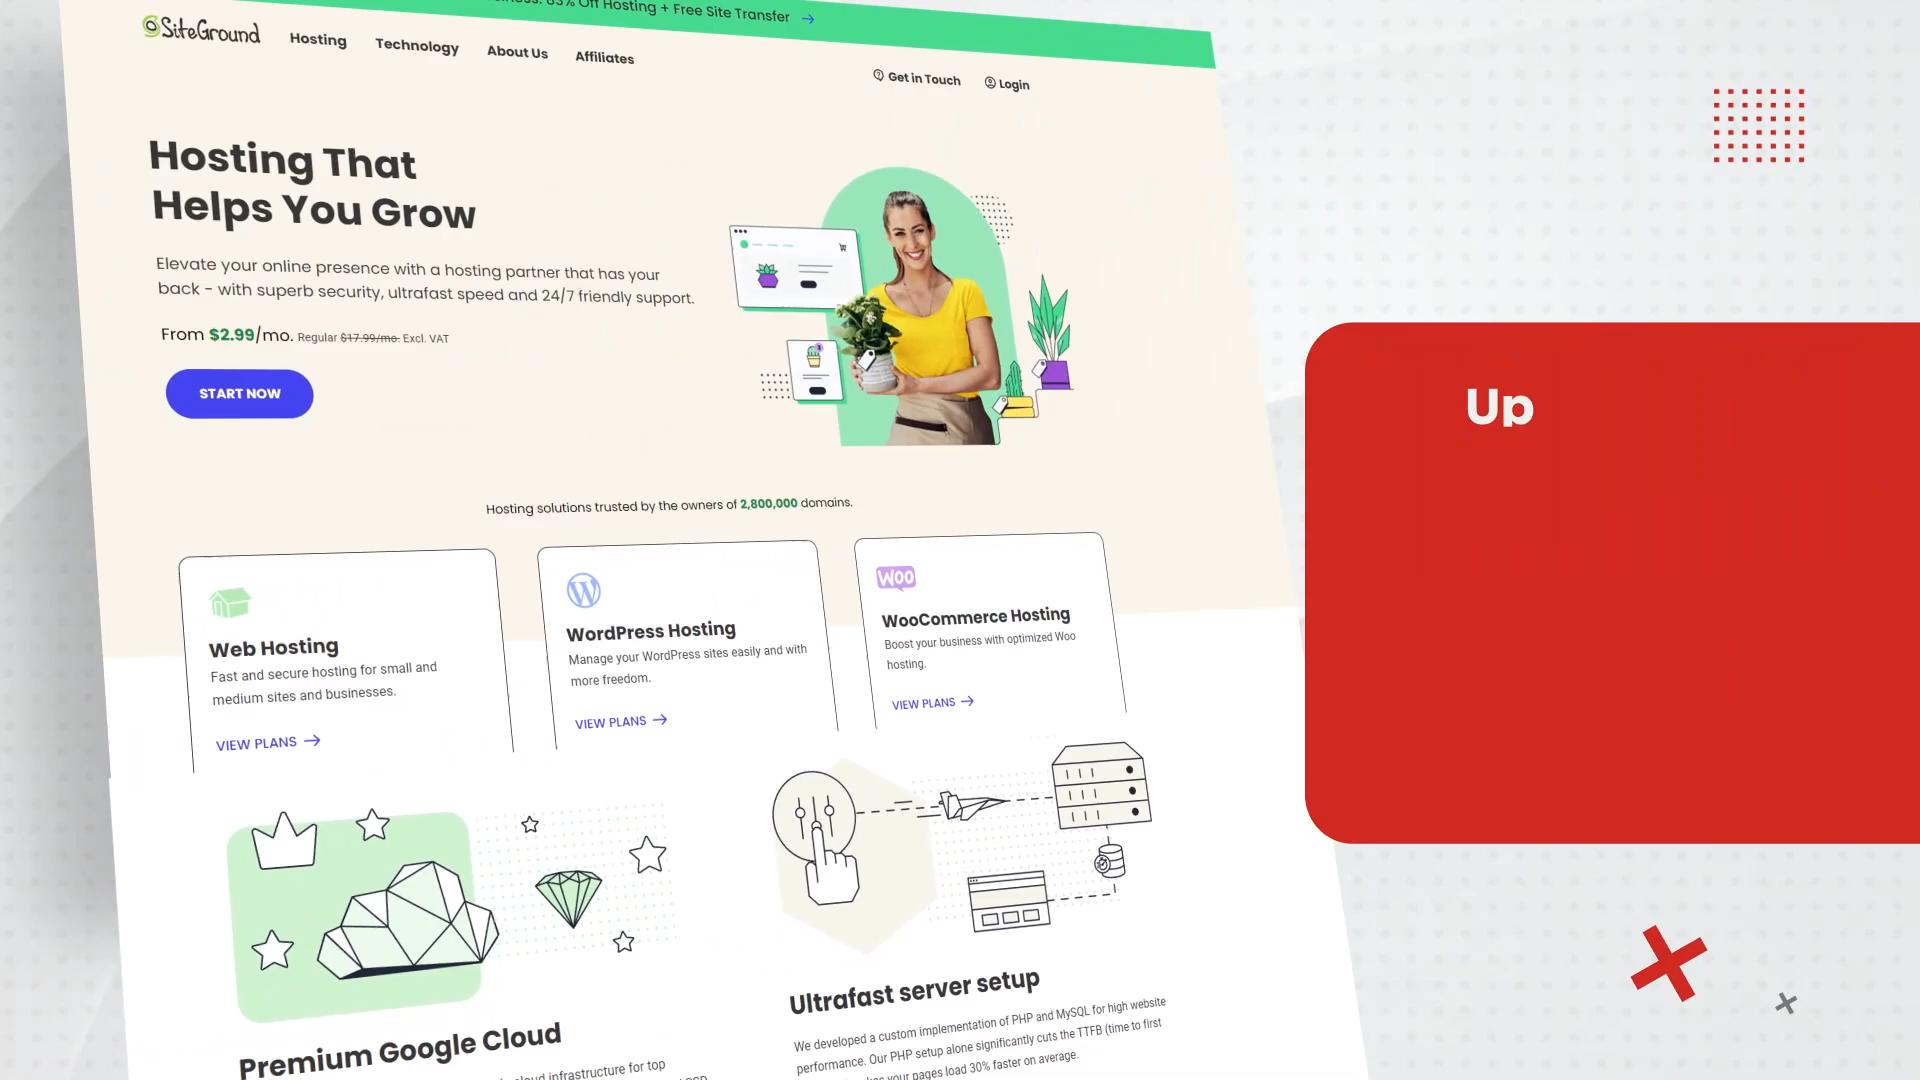 83% Off Hosting + Free Site Transfer
SiteGround
Hosting
Technology
About Us
Affiliates
Get in Touch
Login
Hosting That
Helps You Grow
Elevate your online presence with a hosting partner that has your
back - with superb security, ultrafast speed and 24/7 friendly support.
From $2.99/mo. Regular $17.99/mo. Excl. VAT
START NOW
Up
Hosting solutions trusted by the owners of 2,800,000 domains.
Web Hosting
Fast and secure hosting for small and
medium sites and businesses.
VIEW PLANS
WordPress Hosting
Manage your WordPress sites easily and with
more freedom.
VIEW PLANS
Woo
WooCommerce Hosting
Boost your business with optimized Woo
hosting.
VIEW PLANS
Premium Google Cloud
cloud infrastructure for top
Ultrafast server setup
We developed a custom implementation of PHP and MySQL for high website
performance. Our PHP setup alone significantly cuts the TTFB (time to first
your pages load 30% faster on average.